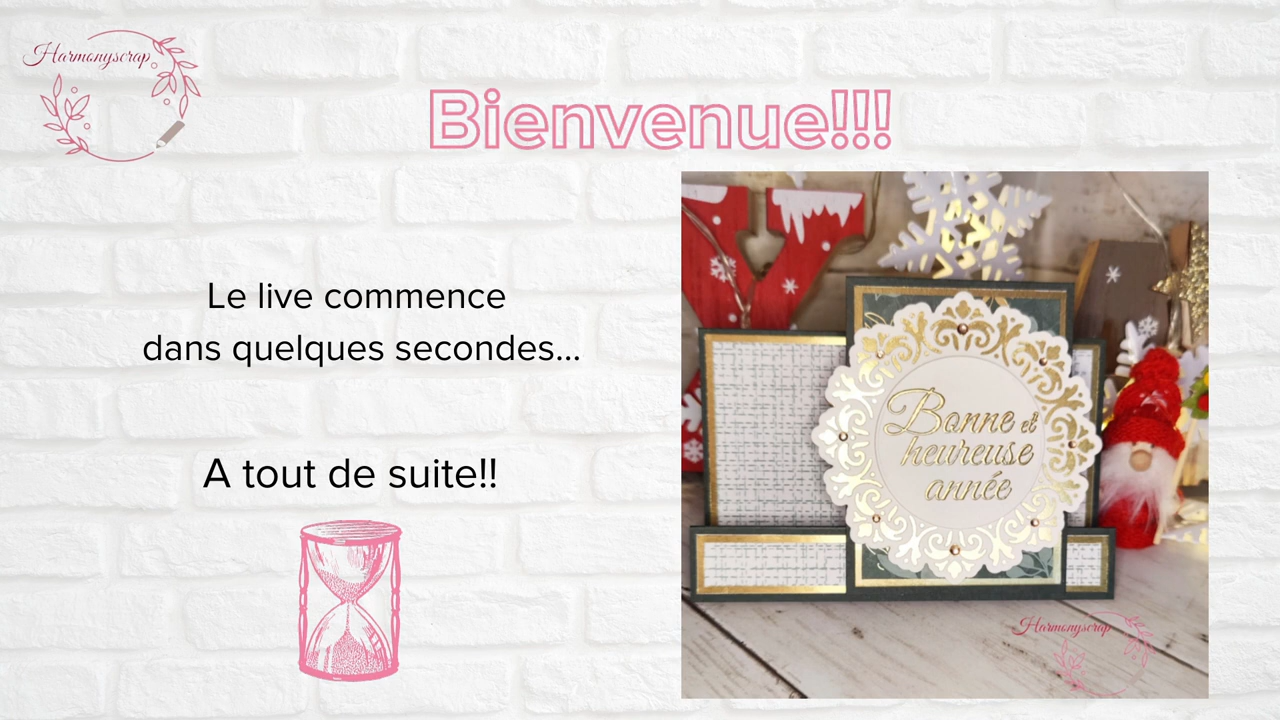 Harmonyscrap
Bienvenue!!!
Le live commence
dans quelques secondes...
A tout de suite!!
Y
Bonne et
heureuse
année
Harmonyscrap